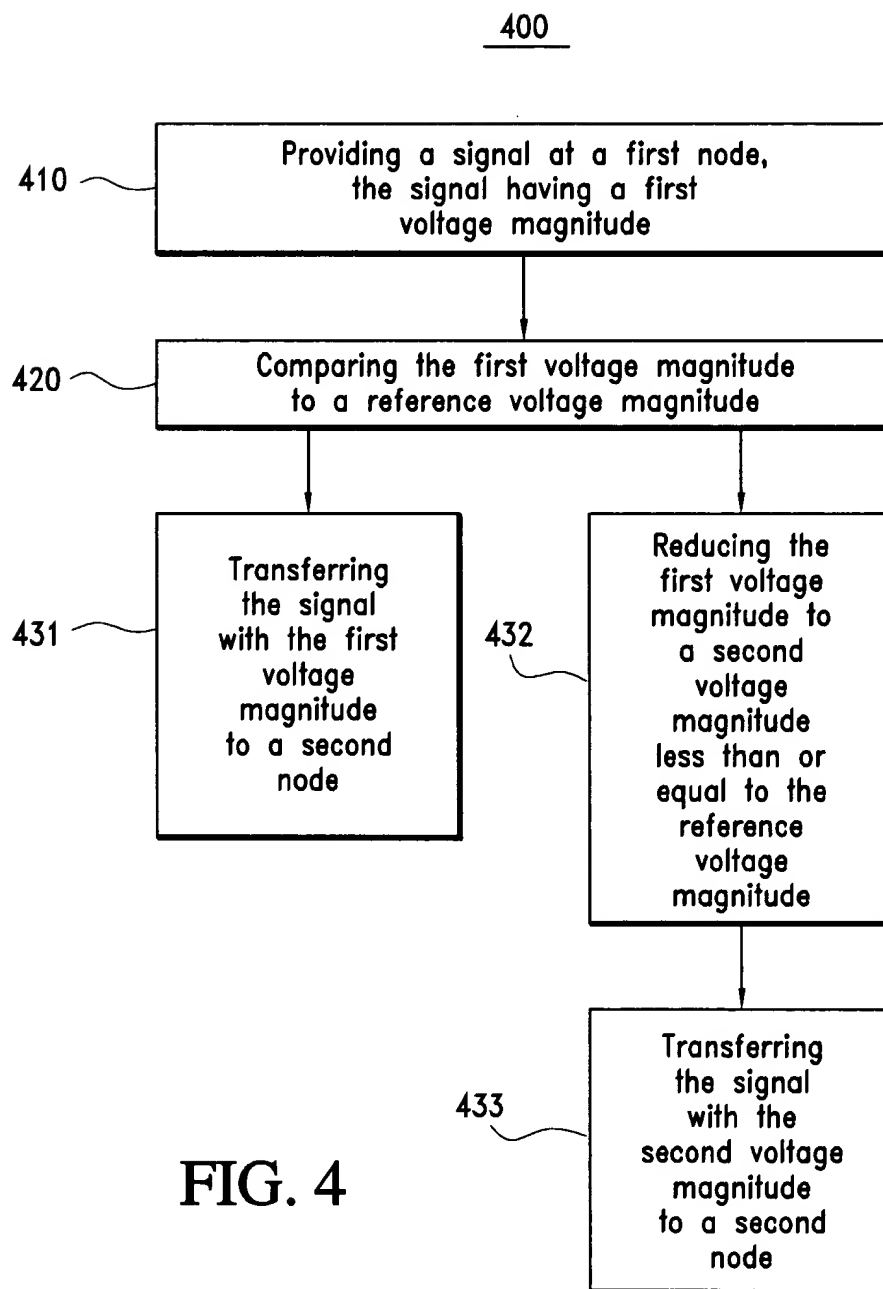 400
410
Providing a signal at a first node,
the signal having a first
voltage magnitude
420
Comparing the first voltage magnitude
to a reference voltage magnitude
431
Transferring
the signal
with the first
voltage
magnitude
to a second
node
432
Reducing the
first voltage
magnitude to
a second
voltage
magnitude
less than or
equal to the
reference
voltage
magnitude
433
Transferring
the signal
with the
second voltage
magnitude
to a second
node
FIG. 4